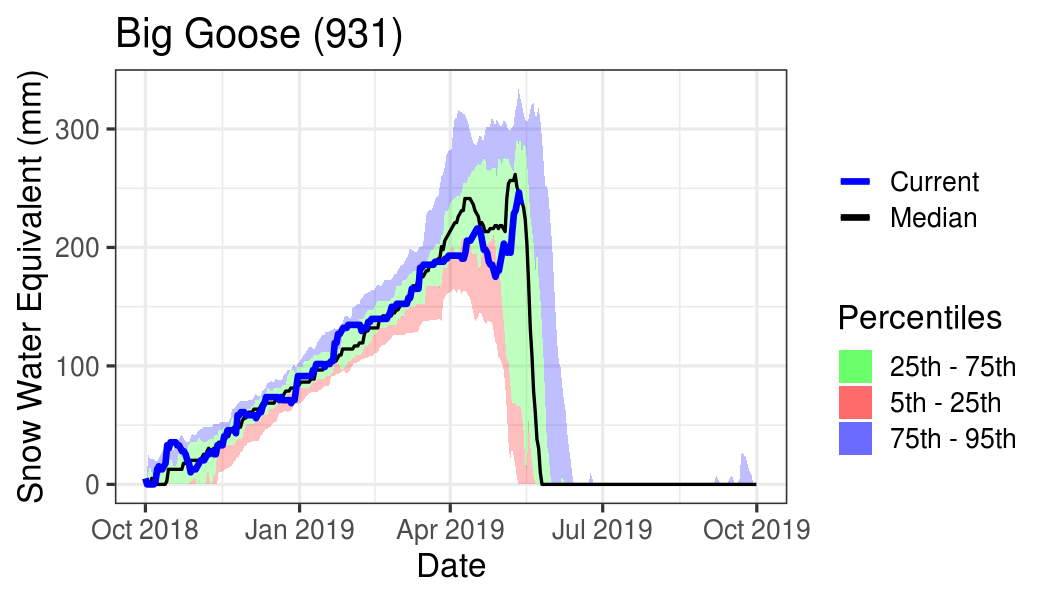 Big Goose (931)
Snow Water Equivalent (mm)
300
200
100
0
Oct 2018
Jan 2019
Apr 2019
Jul 2019
Oct 2019
Date
Current
Median
Percentiles
25th - 75th
5th - 25th
75th - 95th